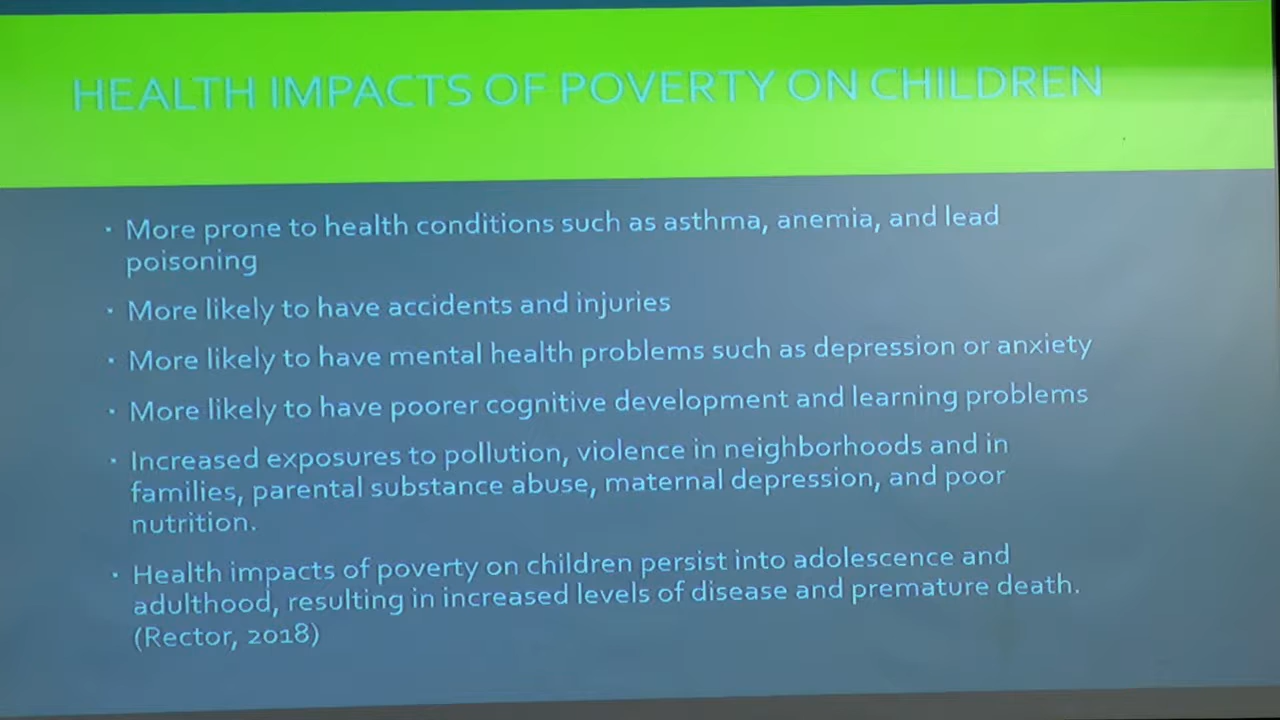 HEALTH IMPACTS OF POVERTY ON CHILDREN
· More prone to health conditions such as asthma, anemia, and lead
poisoning
· More likely to have accidents and injuries
· More likely to have mental health problems such as depression or anxiety
· More likely to have poorer cognitive development and learning problems
· Increased exposures to pollution, violence in neighborhoods and in
families, parental substance abuse, maternal depression, and poor
nutrition.
· Health impacts of poverty on children persist into adolescence and
adulthood, resulting in increased levels of disease and premature death.
(Rector, 2018)